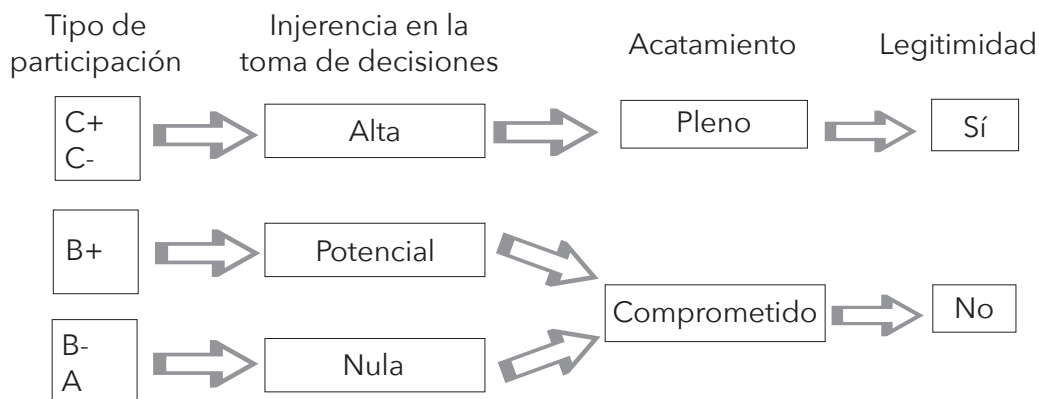 Tipo de
participación
Injerencia en la
toma de decisiones
Acatamiento
Legitimidad
C+
C-
Alta
Pleno
Sí
B+
Potencial
Comprometido
No
B-
A
Nula